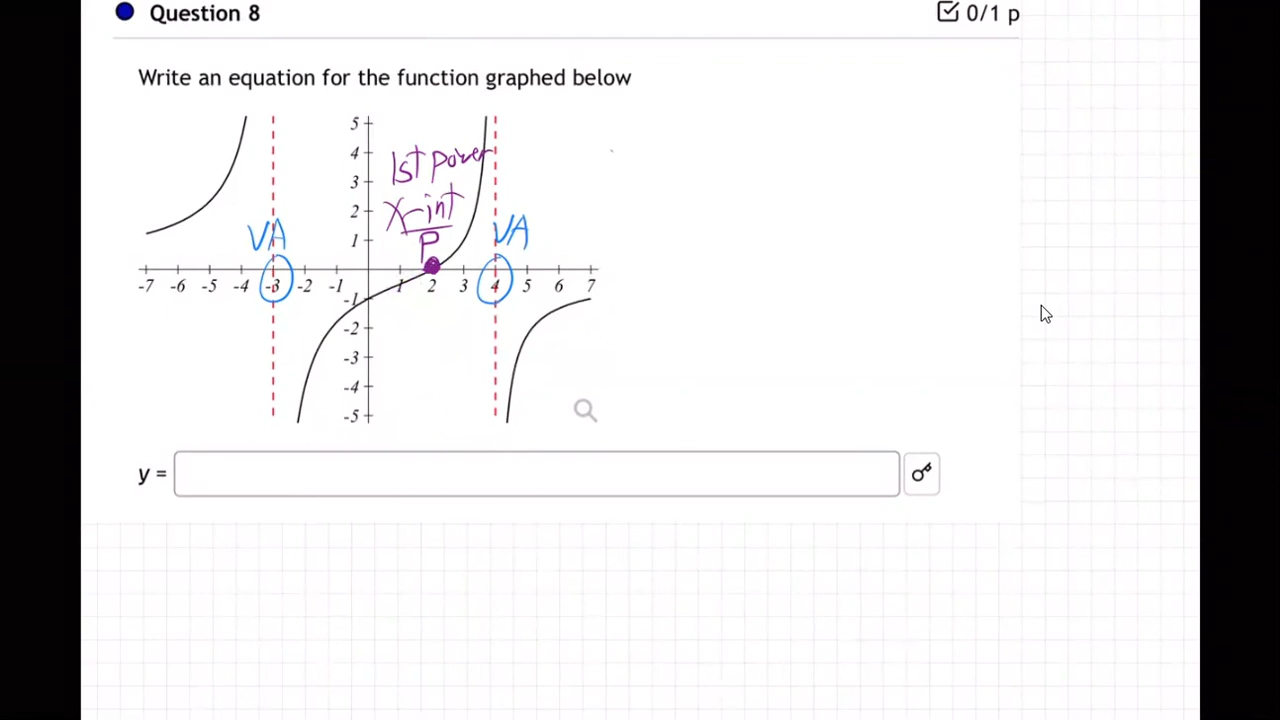 Question 8
0/1 p
Write an equation for the function graphed below
5
4
3
2
1
-1
-2
-3
-4
-5
-7 -6 -5 -4 -3 -2 -1 1 2 3 4 5 6 7
1st power
x-int
P
VA
VA
y =